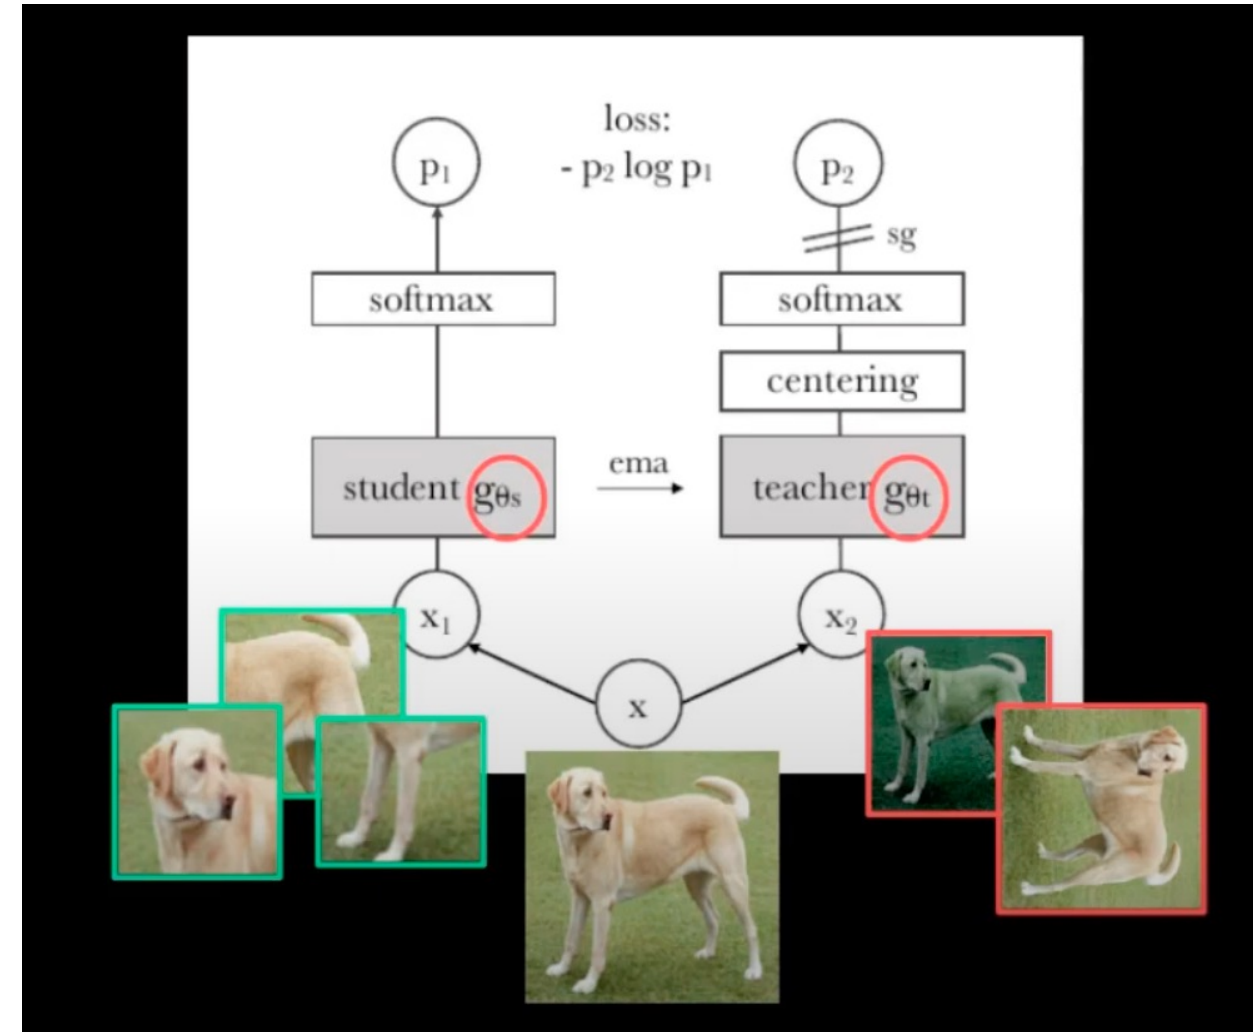 loss:
- p₂ log p₁
p₁
p₂
sg
softmax
softmax
centering
student gθs
ema
teacher gθt
x₁
x₂
x